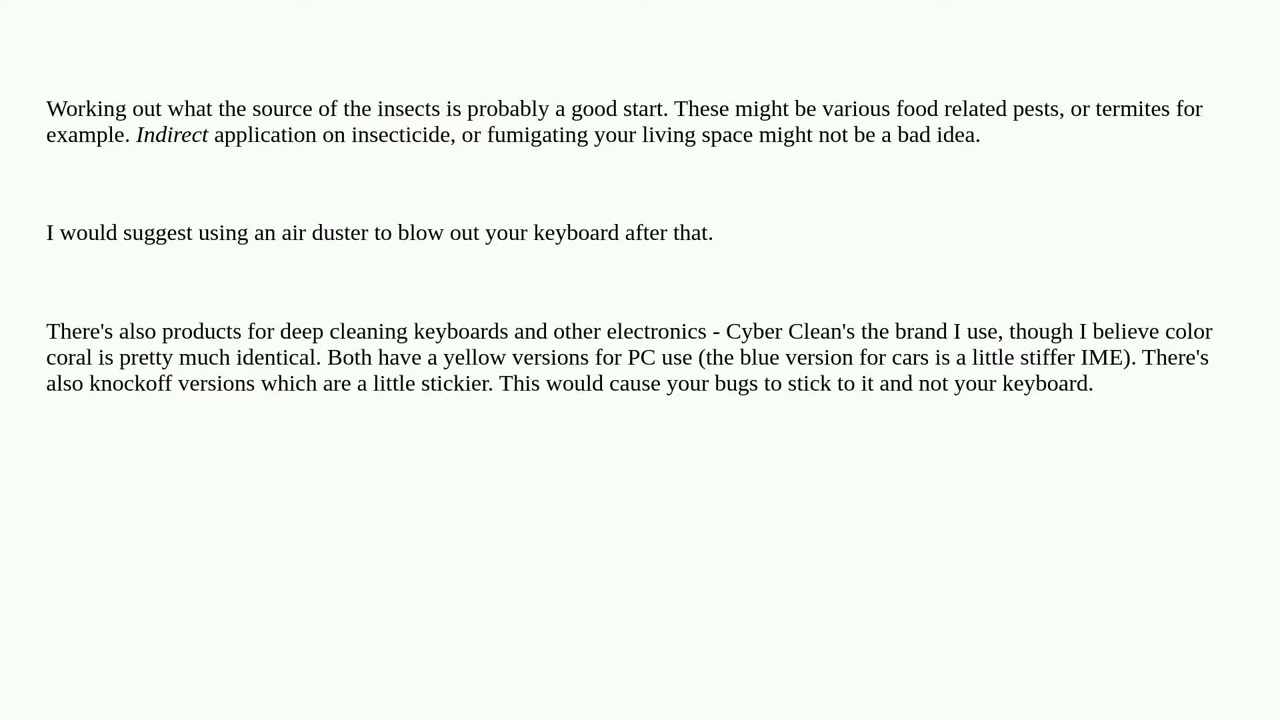 Working out what the source of the insects is probably a good start. These might be various food related pests, or termites for
example. Indirect application on insecticide, or fumigating your living space might not be a bad idea.
I would suggest using an air duster to blow out your keyboard after that.
There's also products for deep cleaning keyboards and other electronics - Cyber Clean's the brand I use, though I believe color
coral is pretty much identical. Both have a yellow versions for PC use (the blue version for cars is a little stiffer IME). There's
also knockoff versions which are a little stickier. This would cause your bugs to stick to it and not your keyboard.